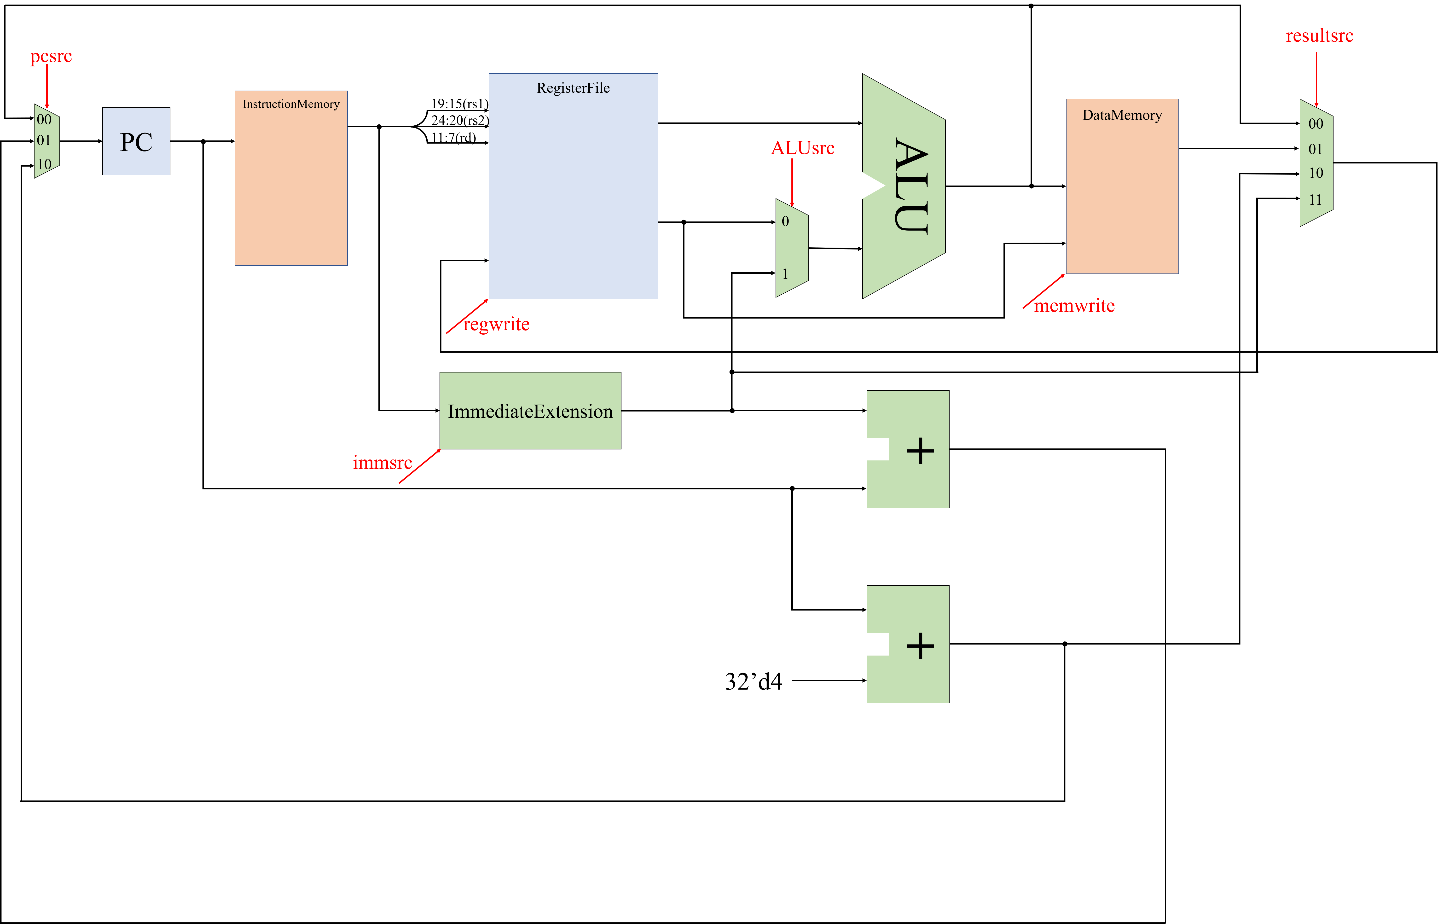 pcsrc
00
01
10
PC
InstructionMemory
19:15(rs1)
24:20(rs2)
11:7(rd)
RegisterFile
regwrite
ALUsrc
0
1
ALU
DataMemory
memwrite
resultsrc
00
01
10
11
ImmediateExtension
immsrc
+
+
32’d4